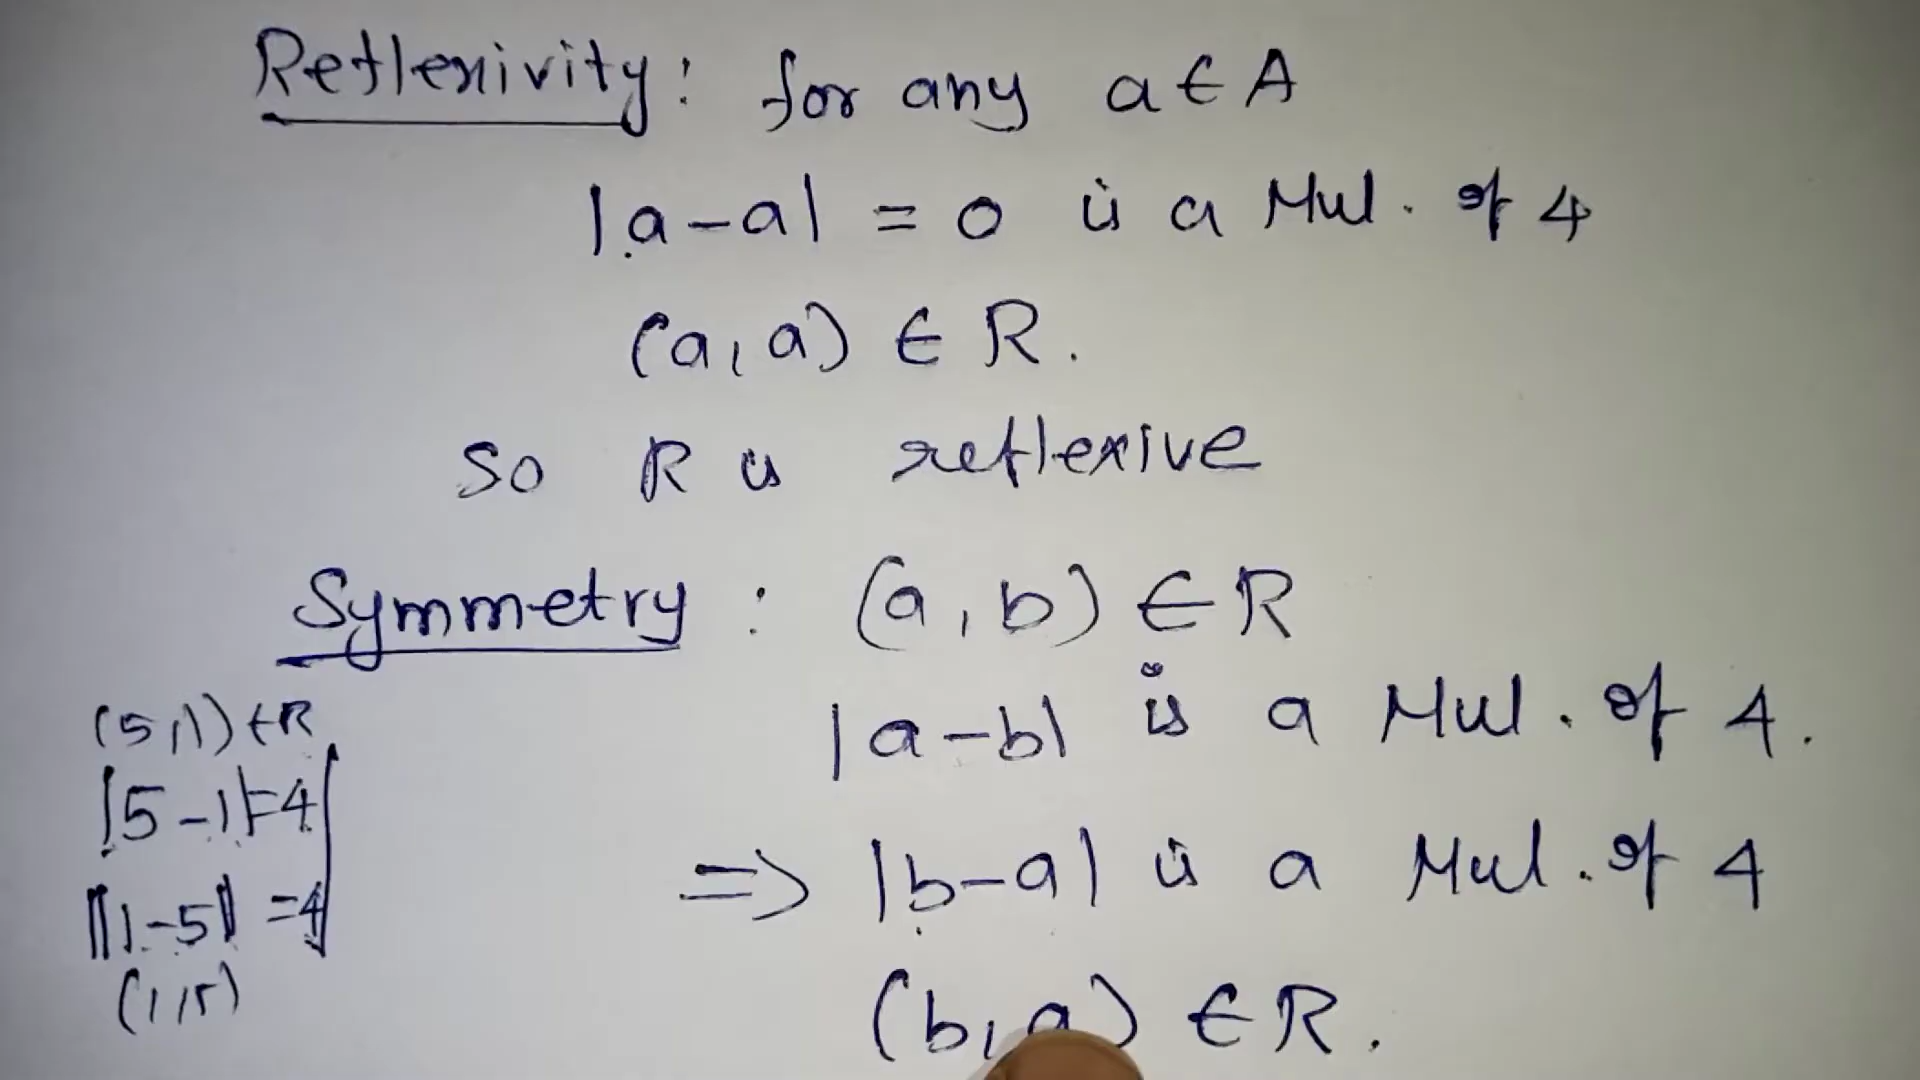 Reflexivity: for any a ∈ A
|a-a| = 0 is a Mul. of 4
(a, a) ∈ R.
So R is reflexive
Symmetry : (a, b) ∈ R
|a-b| is a Mul. of 4.
=> |b-a| is a Mul. of 4
(b, a) ∈ R.
(5,1) ∈ R
|5-1|=4
|1-5| =4
(1,5)